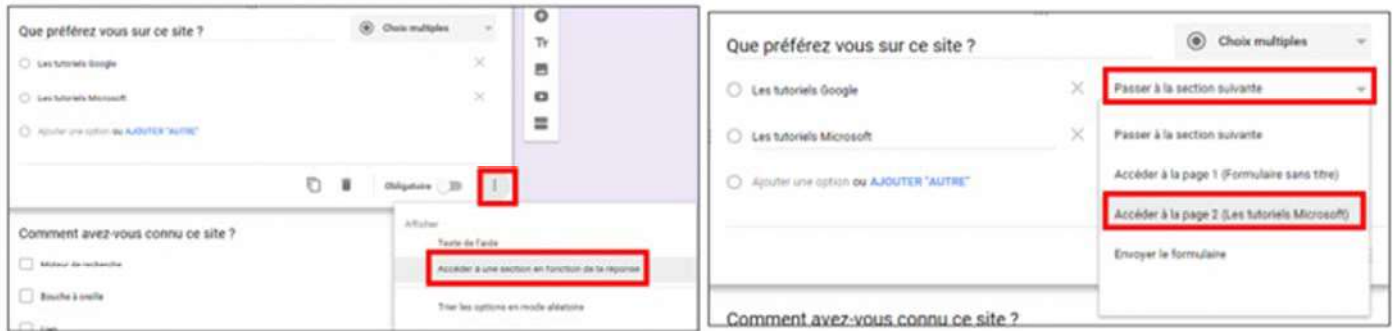 Que préférez vous sur ce site ?
Choix multiples
Les tutoriels Google
Les tutoriels Microsoft
Ajouter une option ou AJOUTER "AUTRE"
Obligatoire
Afficher
Texte de l'aide
Accéder à une section en fonction de la réponse
Trier les options en mode aléatoire
Comment avez-vous connu ce site ?
Moteur de recherche
Bouche à oreille
Lien
Tr
Que préférez vous sur ce site ?
Choix multiples
Les tutoriels Google
Passer à la section suivante
Les tutoriels Microsoft
Passer à la section suivante
Ajouter une option ou AJOUTER "AUTRE"
Accéder à la page 1 (Formulaire sans titre)
Accéder à la page 2 (Les tutoriels Microsoft)
Envoyer le formulaire
Comment avez-vous connu ce site ?